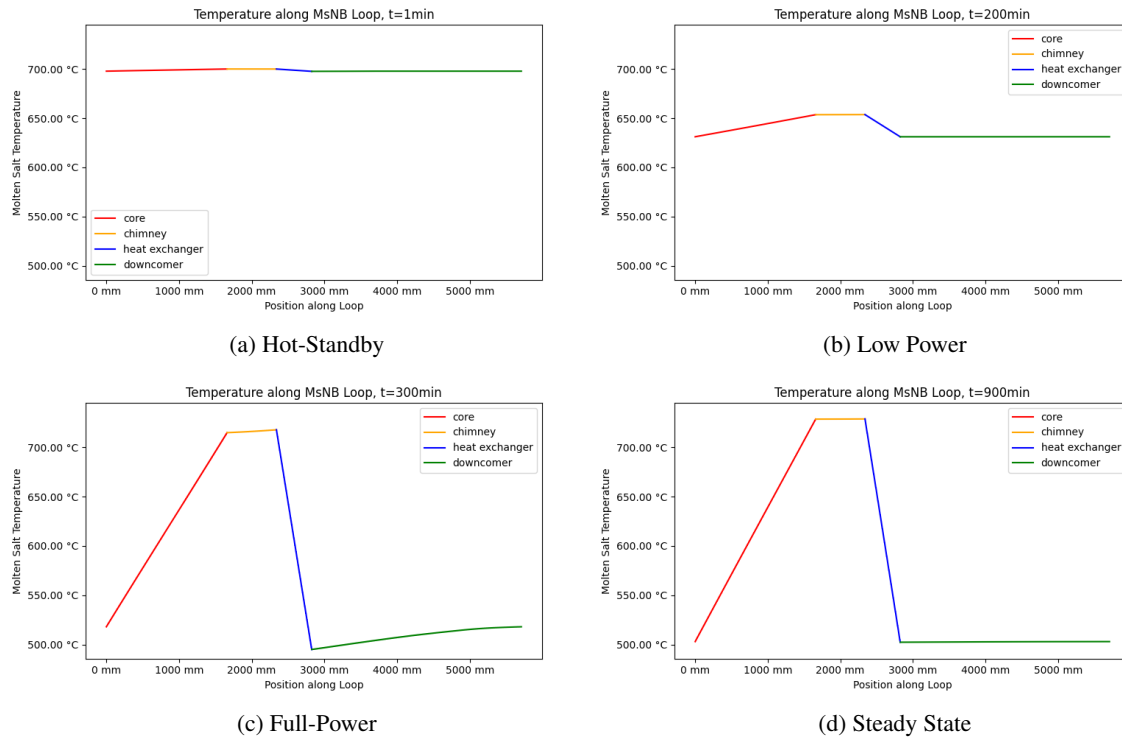 Temperature along MsNB Loop, t=1min
Molten Salt Temperature
700.00 °C
650.00 °C
600.00 °C
550.00 °C
500.00 °C
core
chimney
heat exchanger
downcomer
0 mm 1000 mm 2000 mm 3000 mm 4000 mm 5000 mm
Position along Loop
(a) Hot-Standby
Temperature along MsNB Loop, t=200min
Molten Salt Temperature
700.00 °C
650.00 °C
600.00 °C
550.00 °C
500.00 °C
core
chimney
heat exchanger
downcomer
0 mm 1000 mm 2000 mm 3000 mm 4000 mm 5000 mm
Position along Loop
(b) Low Power
Temperature along MsNB Loop, t=300min
Molten Salt Temperature
700.00 °C
650.00 °C
600.00 °C
550.00 °C
500.00 °C
core
chimney
heat exchanger
downcomer
0 mm 1000 mm 2000 mm 3000 mm 4000 mm 5000 mm
Position along Loop
(c) Full-Power
Temperature along MsNB Loop, t=900min
Molten Salt Temperature
700.00 °C
650.00 °C
600.00 °C
550.00 °C
500.00 °C
core
chimney
heat exchanger
downcomer
0 mm 1000 mm 2000 mm 3000 mm 4000 mm 5000 mm
Position along Loop
(d) Steady State